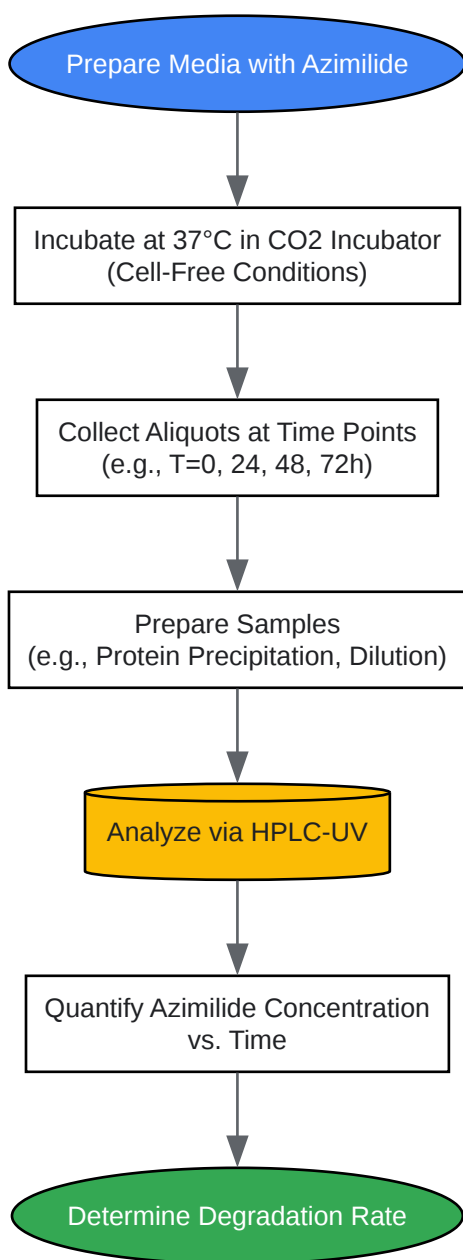 Prepare Media with Azimilide
Incubate at 37°C in CO2 Incubator
(Cell-Free Conditions)
Collect Aliquots at Time Points
(e.g., T=0, 24, 48, 72h)
Prepare Samples
(e.g., Protein Precipitation, Dilution)
Analyze via HPLC-UV
Quantify Azimilide Concentration
vs. Time
Determine Degradation Rate